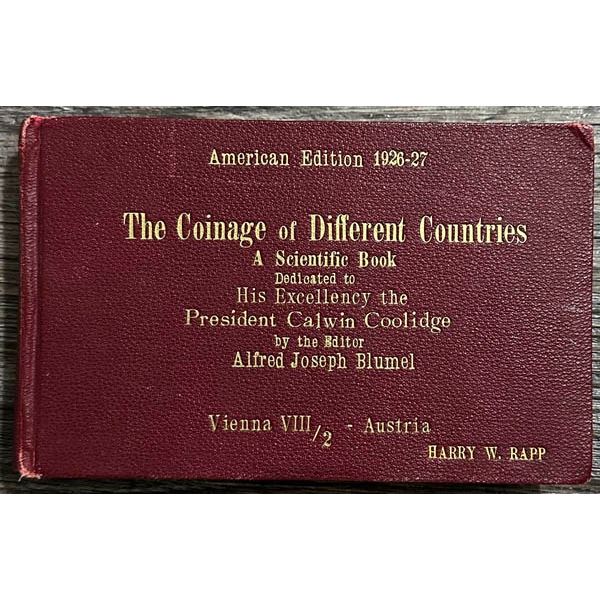 American Edition 1926-27
The Coinage of Different Countries
A Scientific Book
Dedicated to
His Excellency the
President Calwin Coolidge
by the Editor
Alfred Joseph Blumel
Vienna VIII/2 - Austria
HARRY W. RAPP